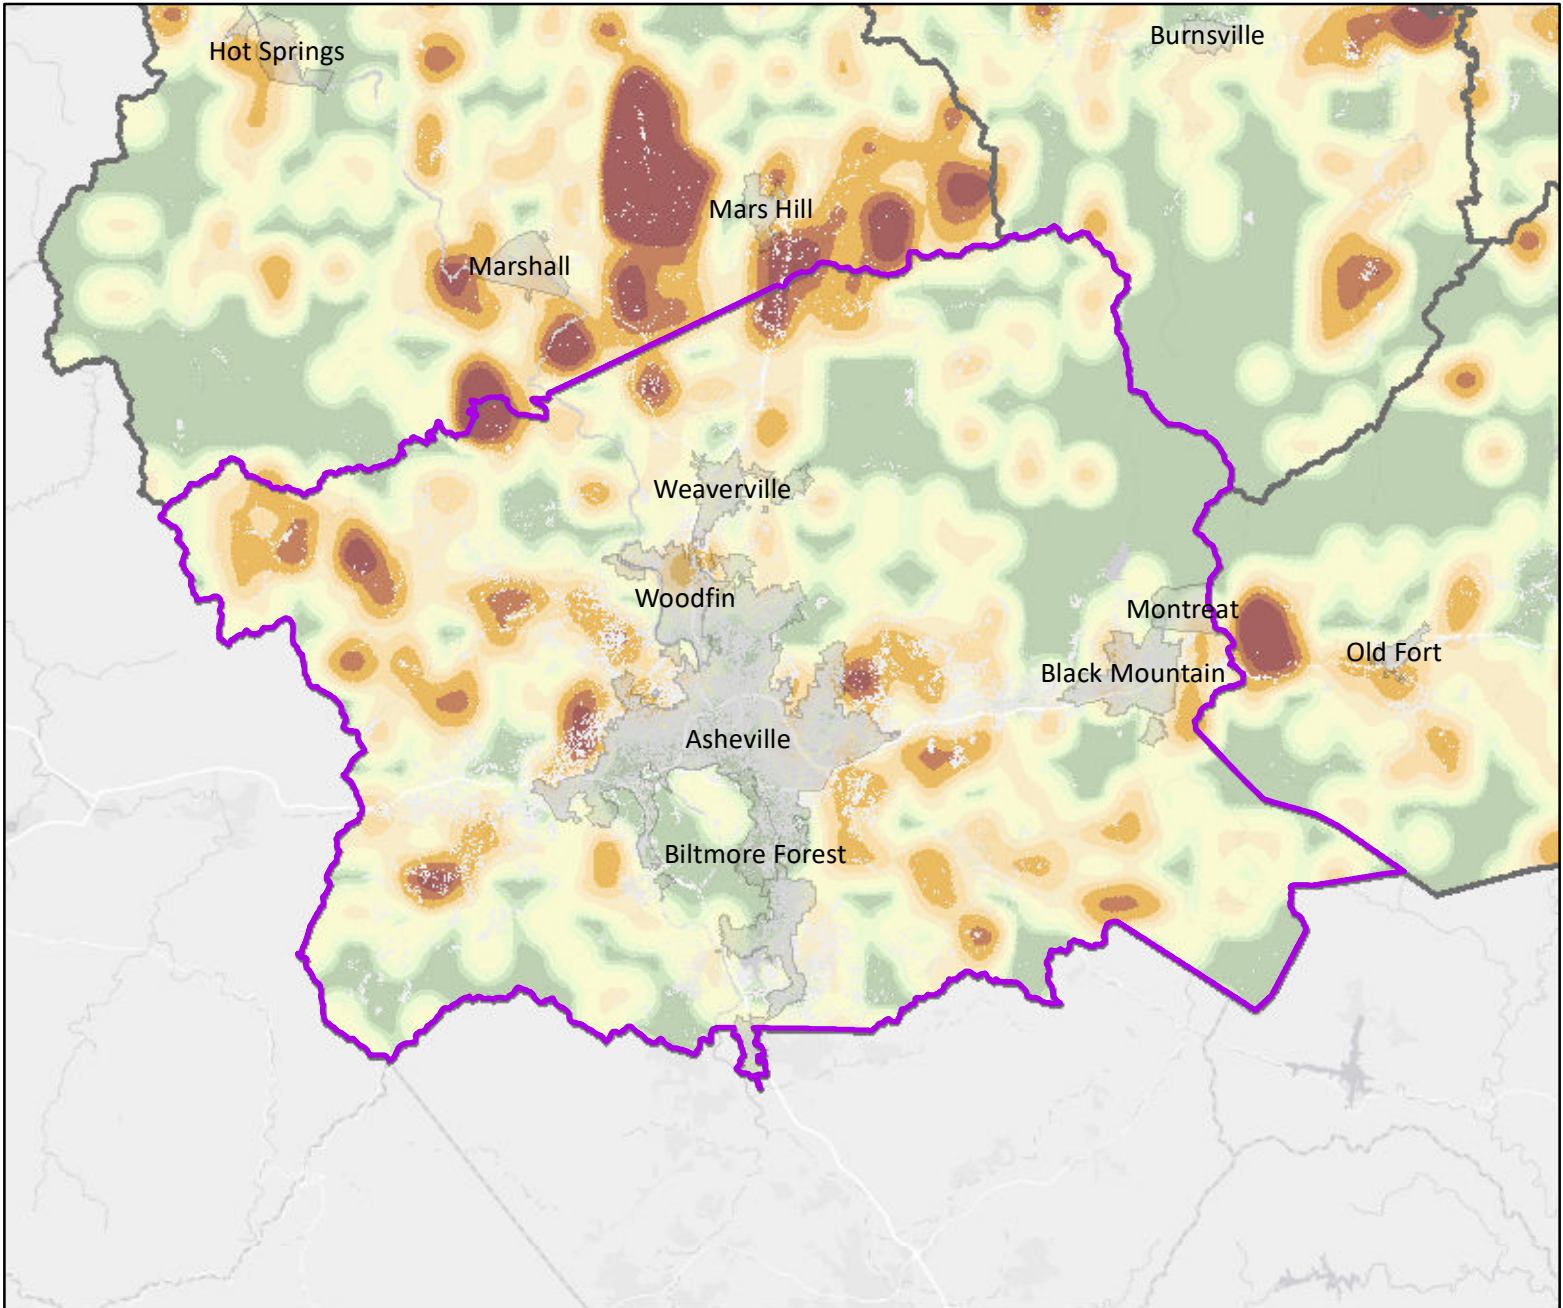 Burnsville
Hot Springs
Mars Hill
Marshall
Weaverville
Woodfin
Montreat
Old Fort
Black Mountain
Asheville
Biltmore Forest